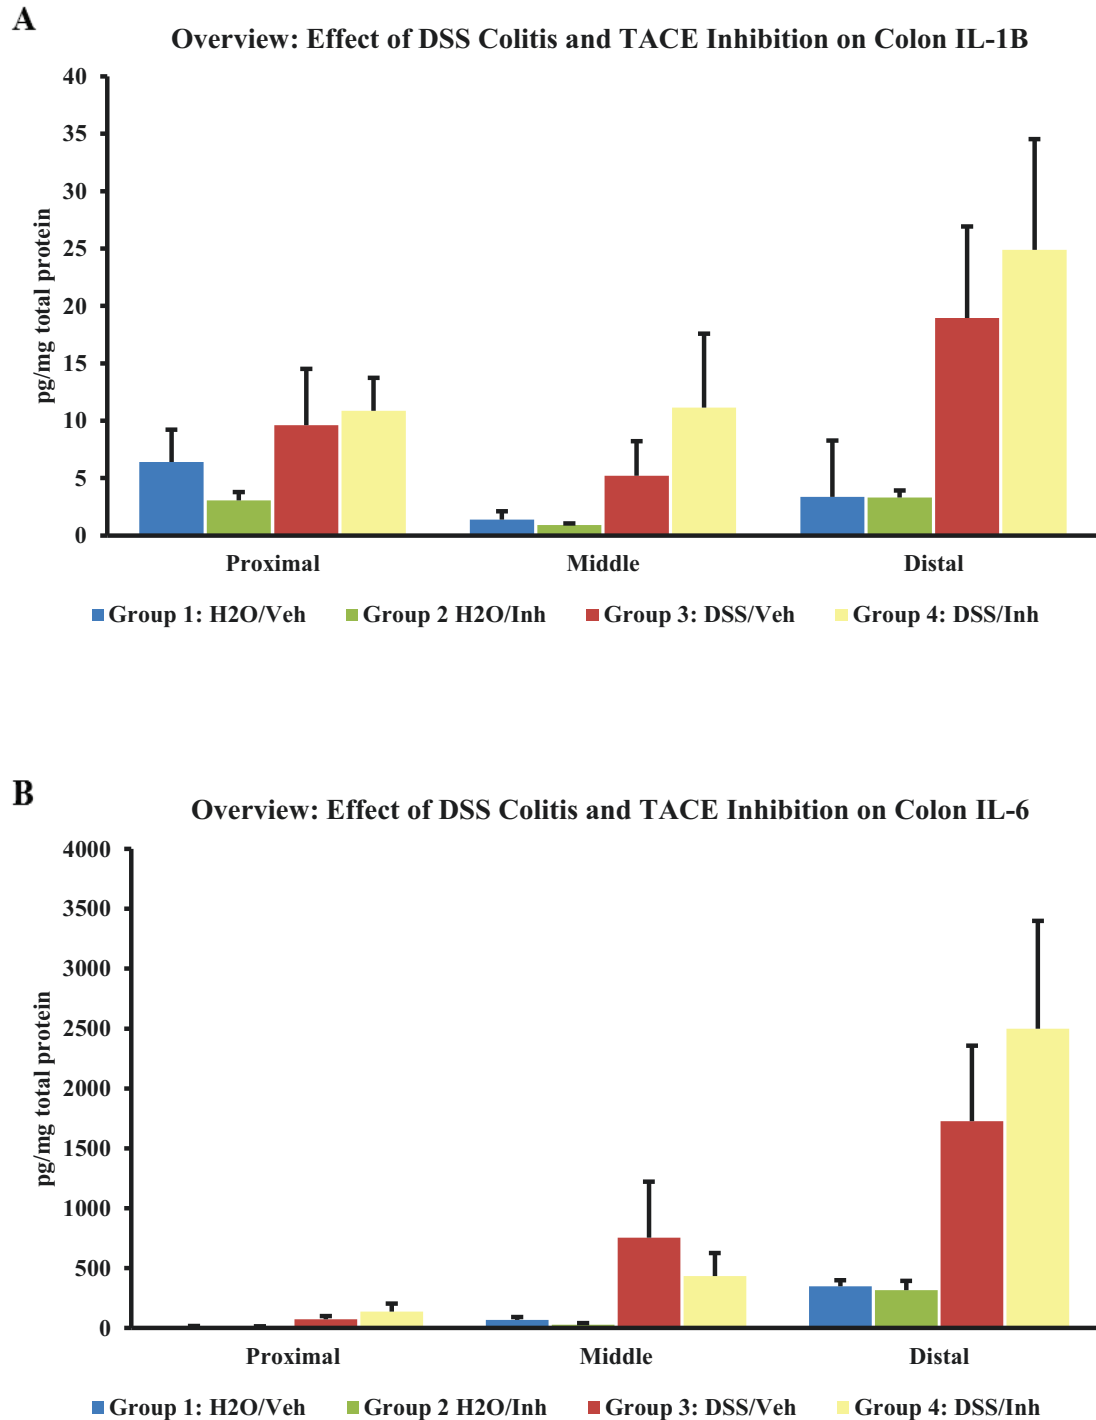 A
Overview: Effect of DSS Colitis and TACE Inhibition on Colon IL-1B
40
35
30
25
20
15
10
5
0
pg/mg total protein
Proximal Middle Distal
Group 1: H2O/Veh Group 2 H2O/Inh Group 3: DSS/Veh Group 4: DSS/Inh
B
Overview: Effect of DSS Colitis and TACE Inhibition on Colon IL-6
4000
3500
3000
2500
2000
1500
1000
500
0
pg/mg total protein
Proximal Middle Distal
Group 1: H2O/Veh Group 2 H2O/Inh Group 3: DSS/Veh Group 4: DSS/Inh